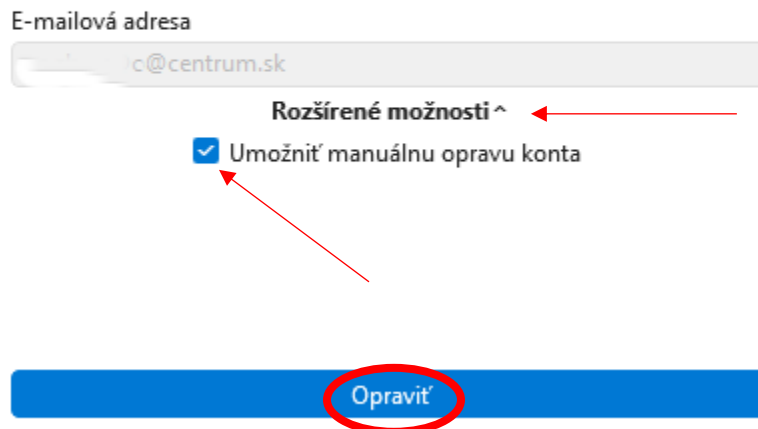 E-mailová adresa
c@centrum.sk
Rozšírené možnosti ^
Umožniť manuálnu opravu konta
Opraviť